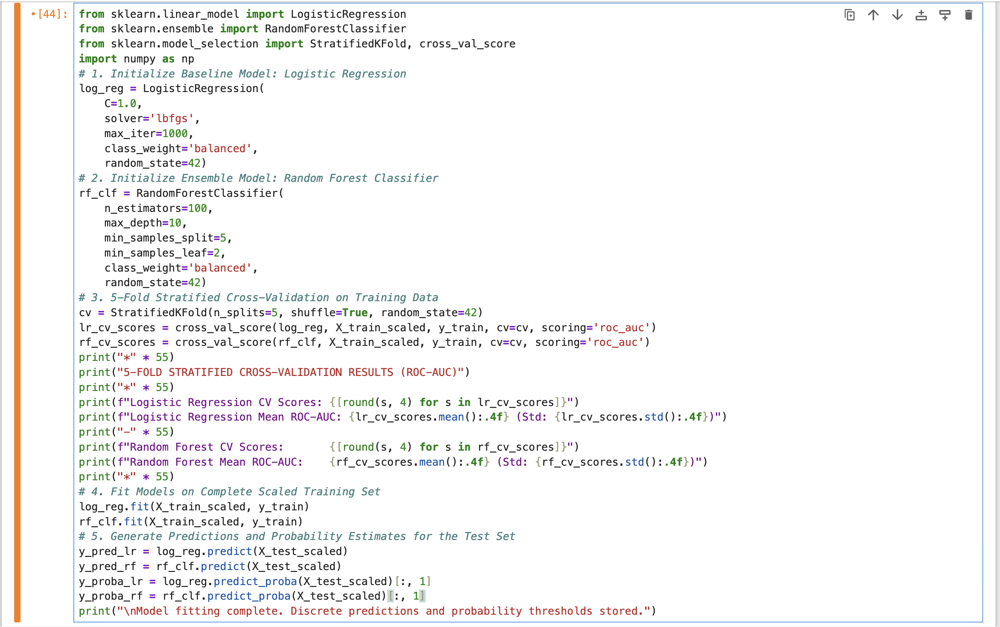 •[44]:
from sklearn.linear_model import LogisticRegression
from sklearn.ensemble import RandomForestClassifier
from sklearn.model_selection import StratifiedKFold, cross_val_score
import numpy as np
# 1. Initialize Baseline Model: Logistic Regression
log_reg = LogisticRegression(
    C=1.0,
    solver='lbfgs',
    max_iter=1000,
    class_weight='balanced',
    random_state=42)
# 2. Initialize Ensemble Model: Random Forest Classifier
rf_clf = RandomForestClassifier(
    n_estimators=100,
    max_depth=10,
    min_samples_split=5,
    min_samples_leaf=2,
    class_weight='balanced',
    random_state=42)
# 3. 5-Fold Stratified Cross-Validation on Training Data
cv = StratifiedKFold(n_splits=5, shuffle=True, random_state=42)
lr_cv_scores = cross_val_score(log_reg, X_train_scaled, y_train, cv=cv, scoring='roc_auc')
rf_cv_scores = cross_val_score(rf_clf, X_train_scaled, y_train, cv=cv, scoring='roc_auc')
print("*" * 55)
print("5-FOLD STRATIFIED CROSS-VALIDATION RESULTS (ROC-AUC)")
print("*" * 55)
print(f"Logistic Regression CV Scores: {[round(s, 4) for s in lr_cv_scores]}")
print(f"Logistic Regression Mean ROC-AUC: {lr_cv_scores.mean():.4f} (Std: {lr_cv_scores.std():.4f})")
print("-" * 55)
print(f"Random Forest CV Scores:       {[round(s, 4) for s in rf_cv_scores]}")
print(f"Random Forest Mean ROC-AUC:    {rf_cv_scores.mean():.4f} (Std: {rf_cv_scores.std():.4f})")
print("*" * 55)
# 4. Fit Models on Complete Scaled Training Set
log_reg.fit(X_train_scaled, y_train)
rf_clf.fit(X_train_scaled, y_train)
# 5. Generate Predictions and Probability Estimates for the Test Set
y_pred_lr = log_reg.predict(X_test_scaled)
y_pred_rf = rf_clf.predict(X_test_scaled)
y_proba_lr = log_reg.predict_proba(X_test_scaled)[:, 1]
y_proba_rf = rf_clf.predict_proba(X_test_scaled)[:, 1]
print("\nModel fitting complete. Discrete predictions and probability thresholds stored.")